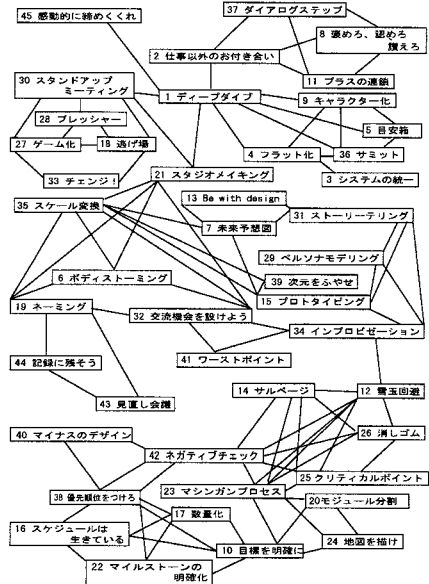 45 感動的に締めくくれ
37 ダイアログステップ
8 褒めろ、認めろ
讃えろ
2 仕事以外のお付き合い
30 スタンドアップ
ミーティング
11 プラスの連鎖
1 ディープダイブ
9 キャラクター化
28 プレッシャー
5 目安箱
27 ゲーム化
18 逃げ場
4 フラット化
36 サミット
33 チェンジ！
21 スタジオメイキング
3 システムの統一
13 Be with design
35 スケール変換
31 ストーリーテリング
7 未来予想図
29 ペルソナモデリング
6 ボディストーミング
39 次元をふやせ
15 プロトタイピング
19 ネーミング
32 交流機会を設けよう
34 インプロビゼーション
44 記録に残そう
41 ワーストポイント
43 見直し会議
14 サルベージ
12 雪玉回避
40 マイナスのデザイン
26 消しゴム
42 ネガティブチェック
25 クリティカルポイント
38 優先順位をつけろ
23 マシンガンプロセス
20 モジュール分割
17 数量化
16 スケジュールは
生きている
10 目標を明確に
24 地図を描け
22 マイルストーンの
明確化